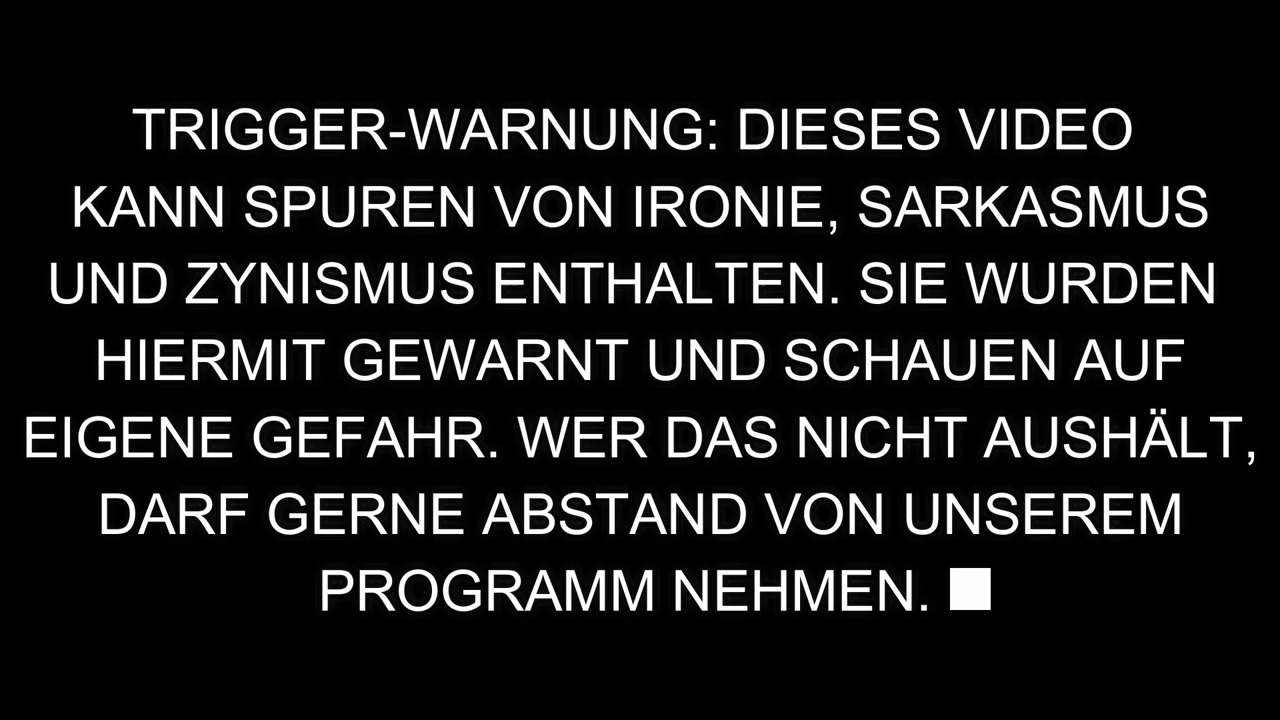 TRIGGER-WARNUNG: DIESES VIDEO
KANN SPUREN VON IRONIE, SARKASMUS
UND ZYNISMUS ENTHALTEN. SIE WURDEN
HIERMIT GEWARNT UND SCHAUEN AUF
EIGENE GEFAHR. WER DAS NICHT AUSHÄLT,
DARF GERNE ABSTAND VON UNSEREM
PROGRAMM NEHMEN.